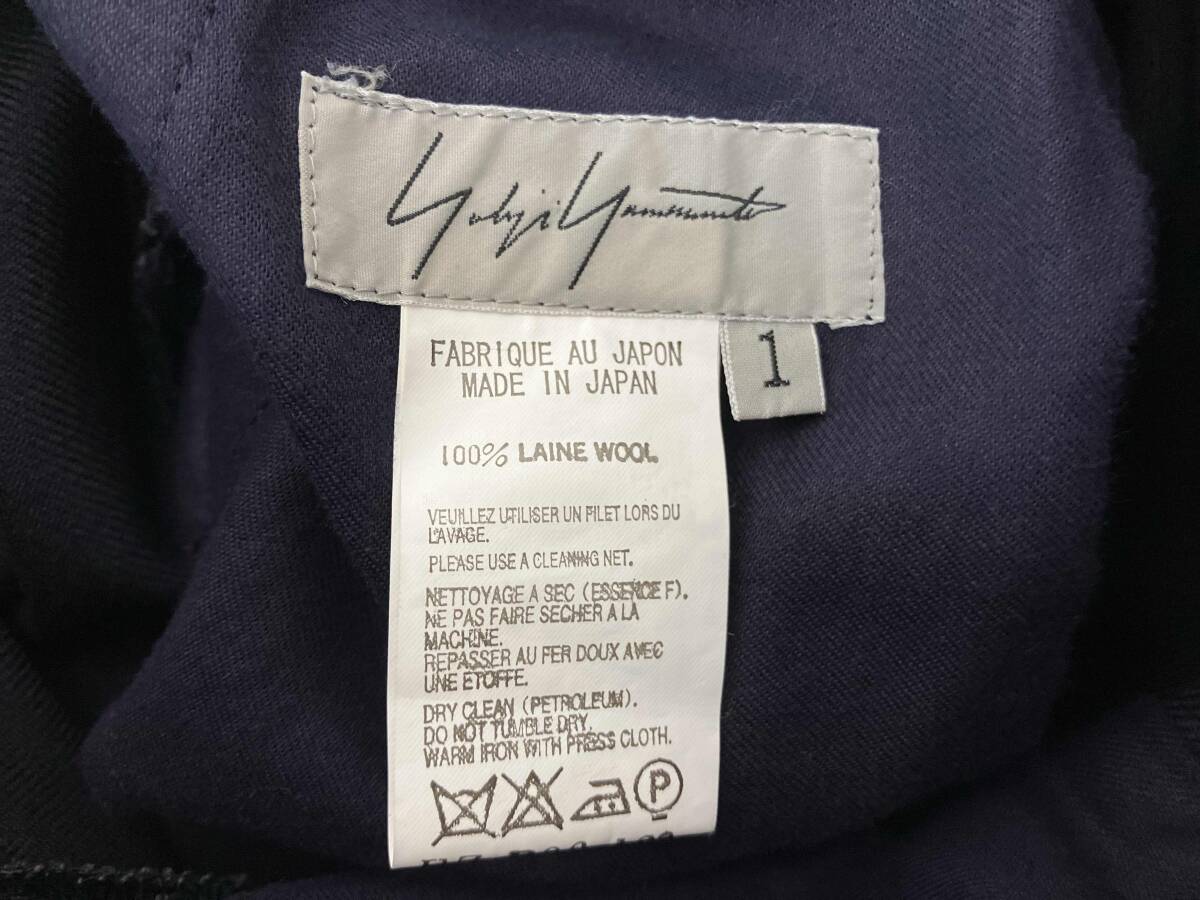 Yohji Yamamoto
1
FABRIQUE AU JAPON
MADE IN JAPAN
100% LAINE WOOL
VEUILLEZ UTILISER UN FILET LORS DU
LAVAGE.
PLEASE USE A CLEANING NET.
NETTOYAGE A SEC (ESSENCE F).
NE PAS FAIRE SECHER A LA
MACHINE.
REPASSER AU FER DOUX AVEC
UNE ETOFFE.
DRY CLEAN (PETROLEUM).
DO NOT TUMBLE DRY.
WARM IRON WITH PRESS CLOTH.
P